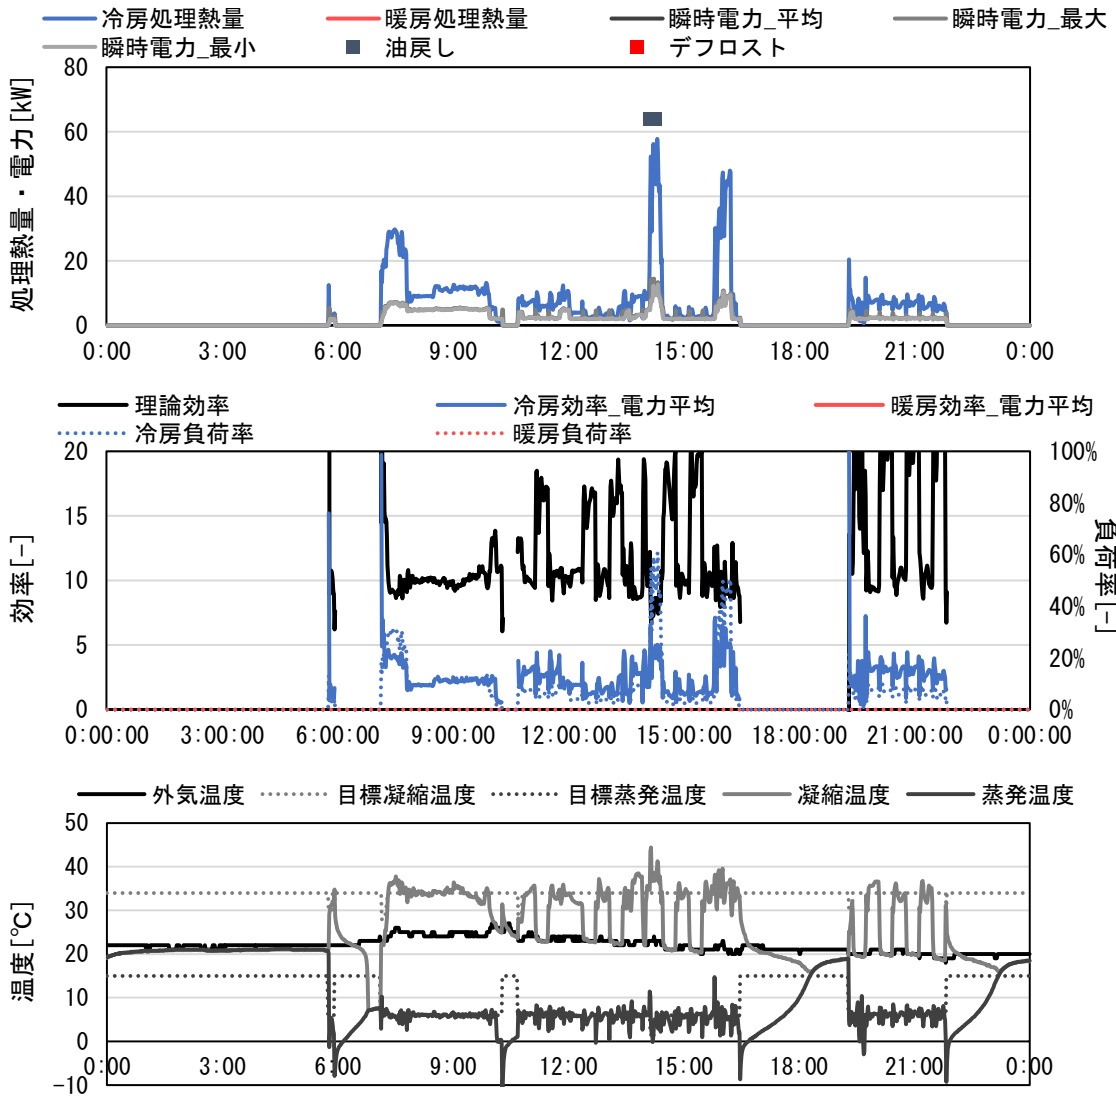 冷房処理熱量 暖房処理熱量 瞬時電力_平均 瞬時電力_最大
瞬時電力_最小 油戻し デフロスト
処理熱量・電力[kW]
80
60
40
20
0
0:00 3:00 6:00 9:00 12:00 15:00 18:00 21:00 0:00
理論効率 冷房効率_電力平均 暖房効率_電力平均
冷房負荷率 暖房負荷率
効率[-]
20
15
10
5
0
100%
80%
60%
40%
20%
0%
負荷率[-]
0:00:00 3:00:00 6:00:00 9:00:00 12:00:00 15:00:00 18:00:00 21:00:00 0:00:00
外気温度 目標凝縮温度 目標蒸発温度 凝縮温度 蒸発温度
温度[℃]
50
40
30
20
10
0
-10
0:00 3:00 6:00 9:00 12:00 15:00 18:00 21:00 0:00